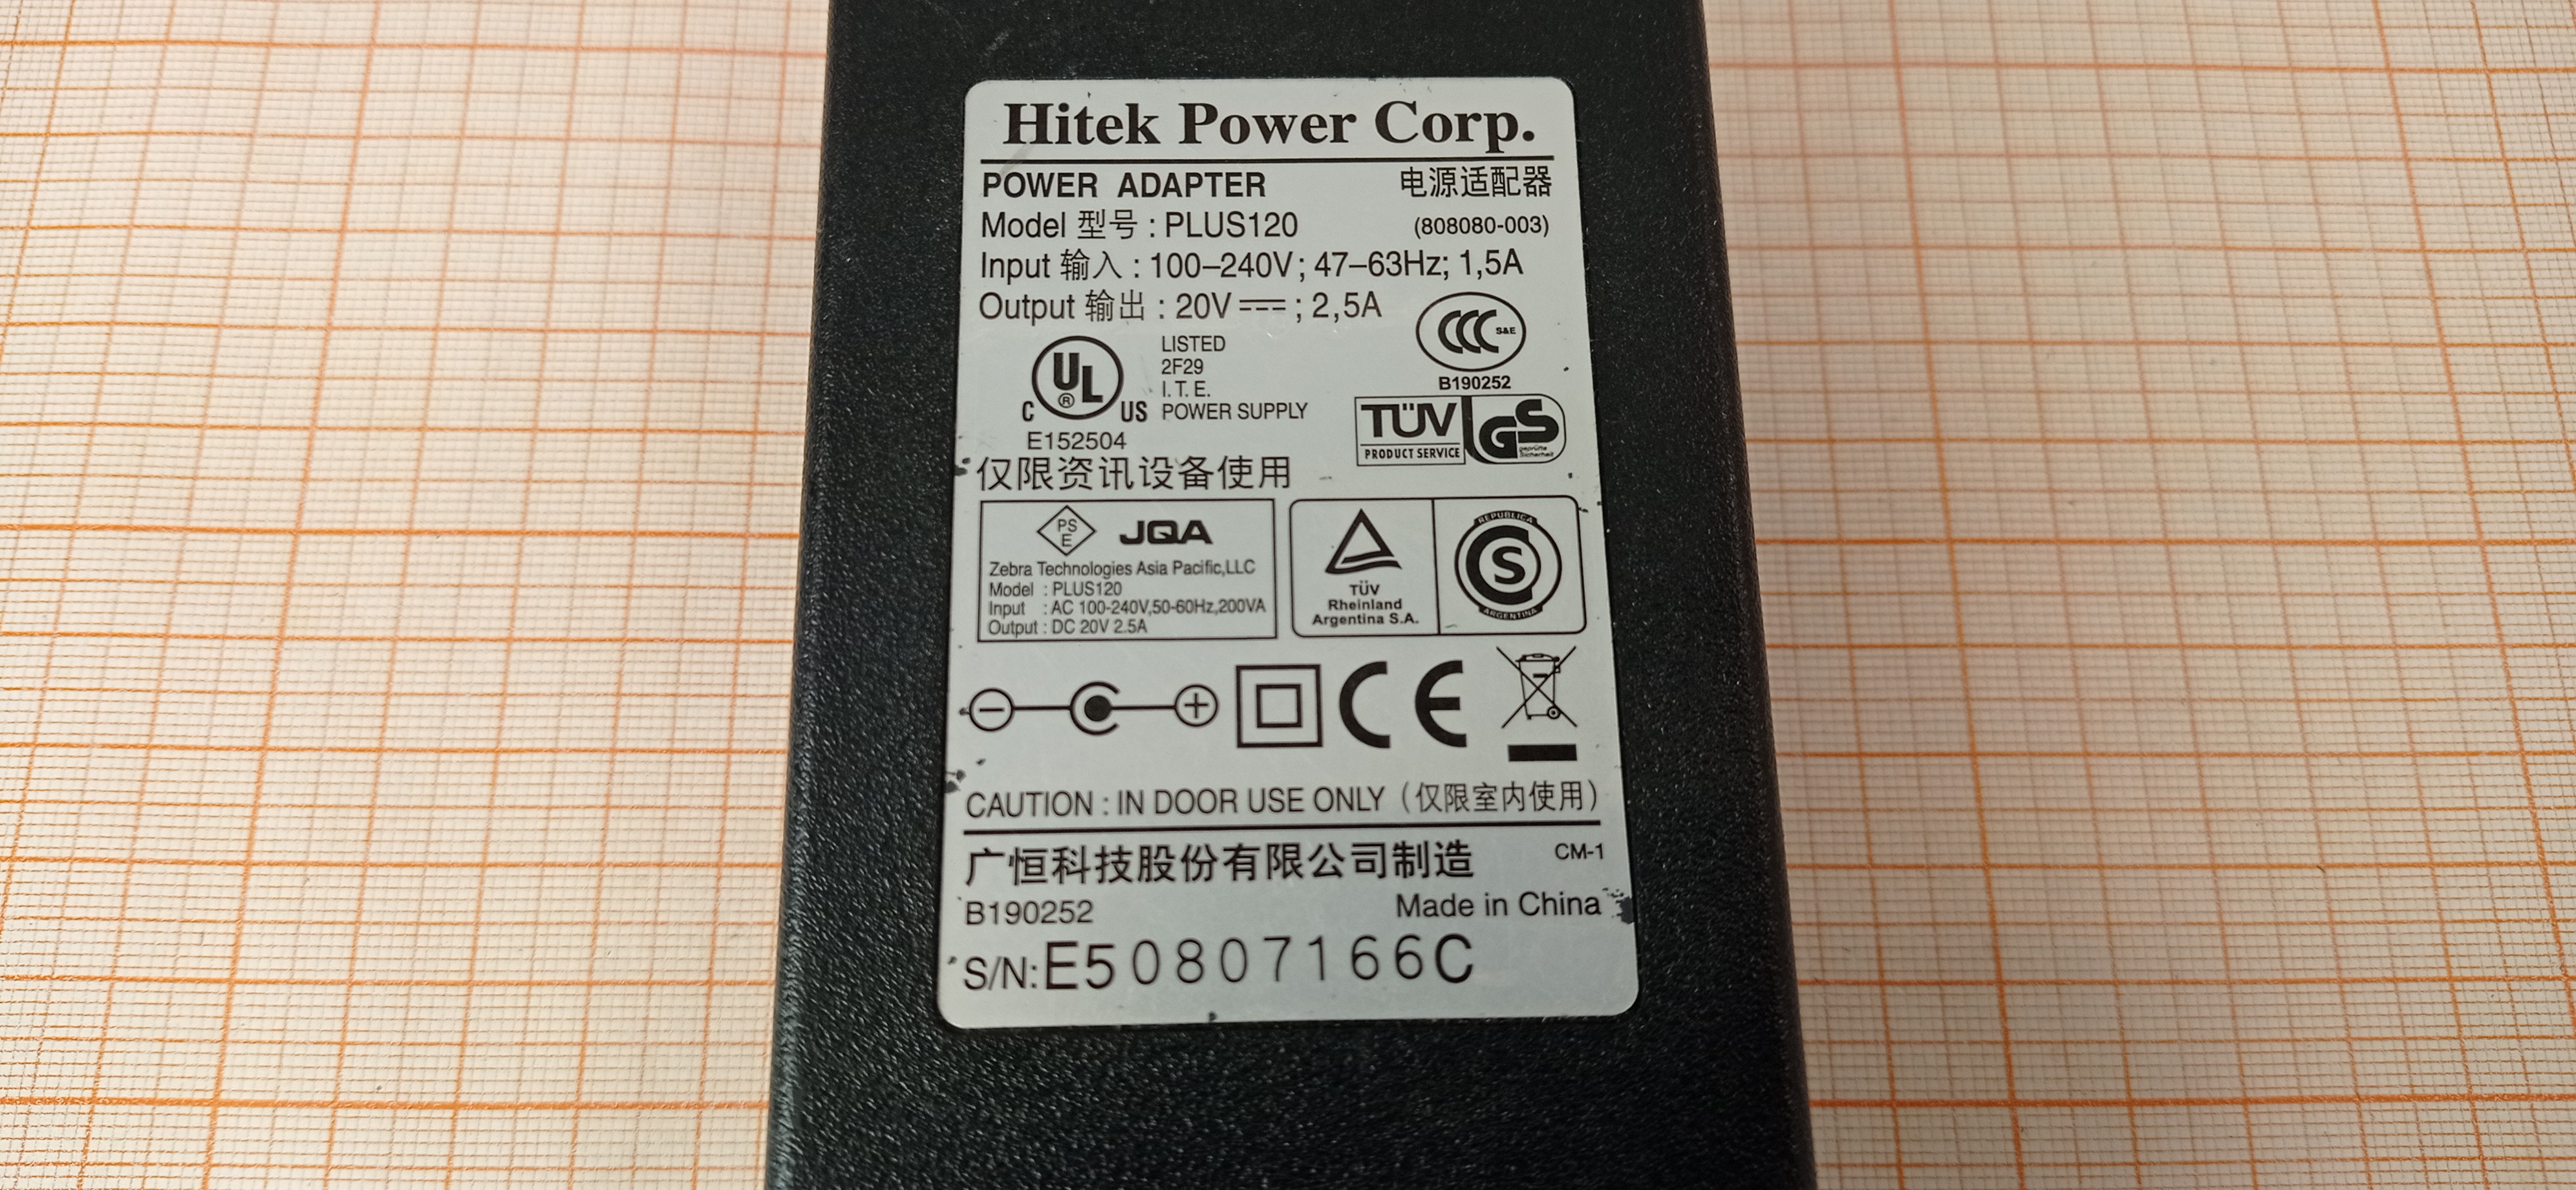 Hitek Power Corp.
POWER ADAPTER 电源适配器
Model 型号 : PLUS120 (808080-003)
Input 输入 : 100–240V; 47–63Hz; 1,5A
Output 输出 : 20V ⎓ ; 2,5A
CCC S&E
B190252
UL ®
C US
LISTED
2F29
I.T.E.
POWER SUPPLY
E152504
TÜV
PRODUCT SERVICE
GS
geprüfte
Sicherheit
仅限资讯设备使用
PS
E
JQA
Zebra Technologies Asia Pacific,LLC
Model : PLUS120
Input : AC 100-240V,50-60Hz,200VA
Output : DC 20V 2.5A
TÜV
Rheinland
Argentina S.A.
REPUBLICA
S
ARGENTINA
CE
CAUTION : IN DOOR USE ONLY (仅限室内使用)
广恒科技股份有限公司制造 CM-1
B190252 Made in China
S/N:E50807166C